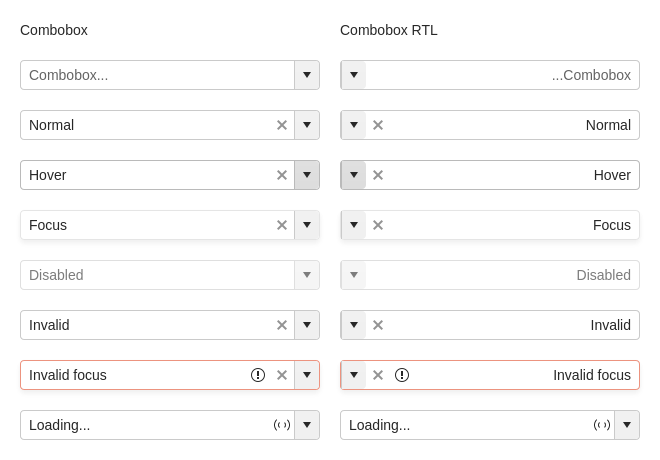 Combobox
Combobox RTL
Combobox...
...Combobox
Normal
Normal
Hover
Hover
Focus
Focus
Disabled
Disabled
Invalid
Invalid
Invalid focus
Invalid focus
Loading...
Loading...